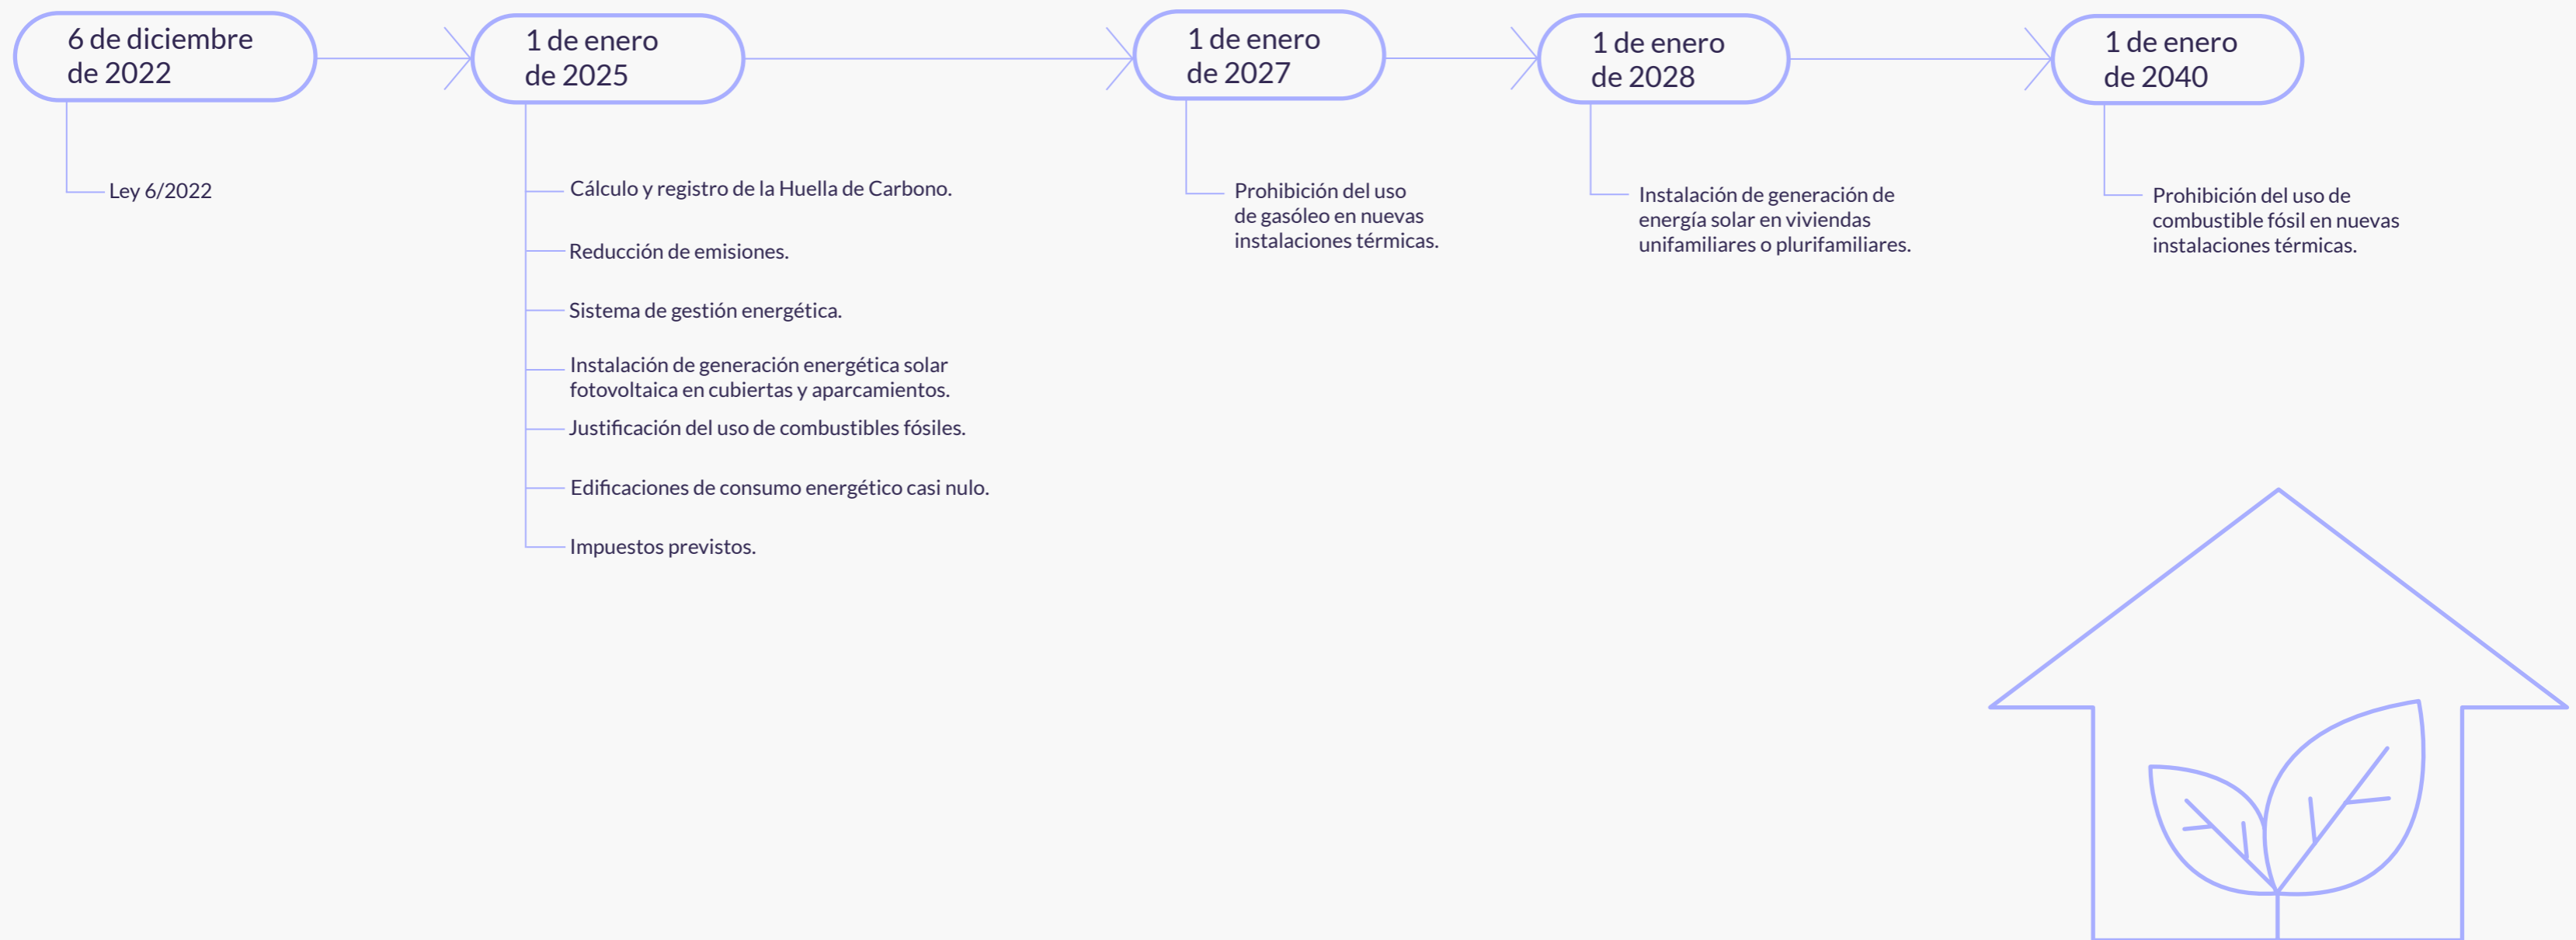 6 de diciembre
de 2022
Ley 6/2022
1 de enero
de 2025
Cálculo y registro de la Huella de Carbono.
Reducción de emisiones.
Sistema de gestión energética.
Instalación de generación energética solar
fotovoltaica en cubiertas y aparcamientos.
Justificación del uso de combustibles fósiles.
Edificaciones de consumo energético casi nulo.
Impuestos previstos.
1 de enero
de 2027
Prohibición del uso
de gasóleo en nuevas
instalaciones térmicas.
1 de enero
de 2028
Instalación de generación de
energía solar en viviendas
unifamiliares o plurifamiliares.
1 de enero
de 2040
Prohibición del uso de
combustible fósil en nuevas
instalaciones térmicas.